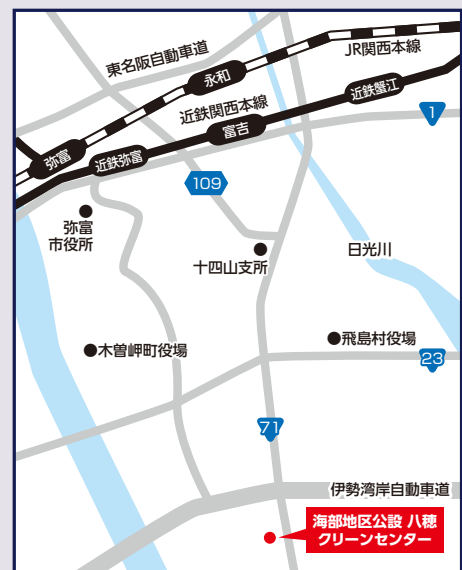 東名阪自動車道
JR関西本線
永和
近鉄関西本線
近鉄蟹江
1
富吉
弥富
近鉄弥富
109
弥富
市役所
十四山支所
日光川
木曽岬町役場
飛島村役場
23
71
伊勢湾岸自動車道
海部地区公設 八穂
クリーンセンター